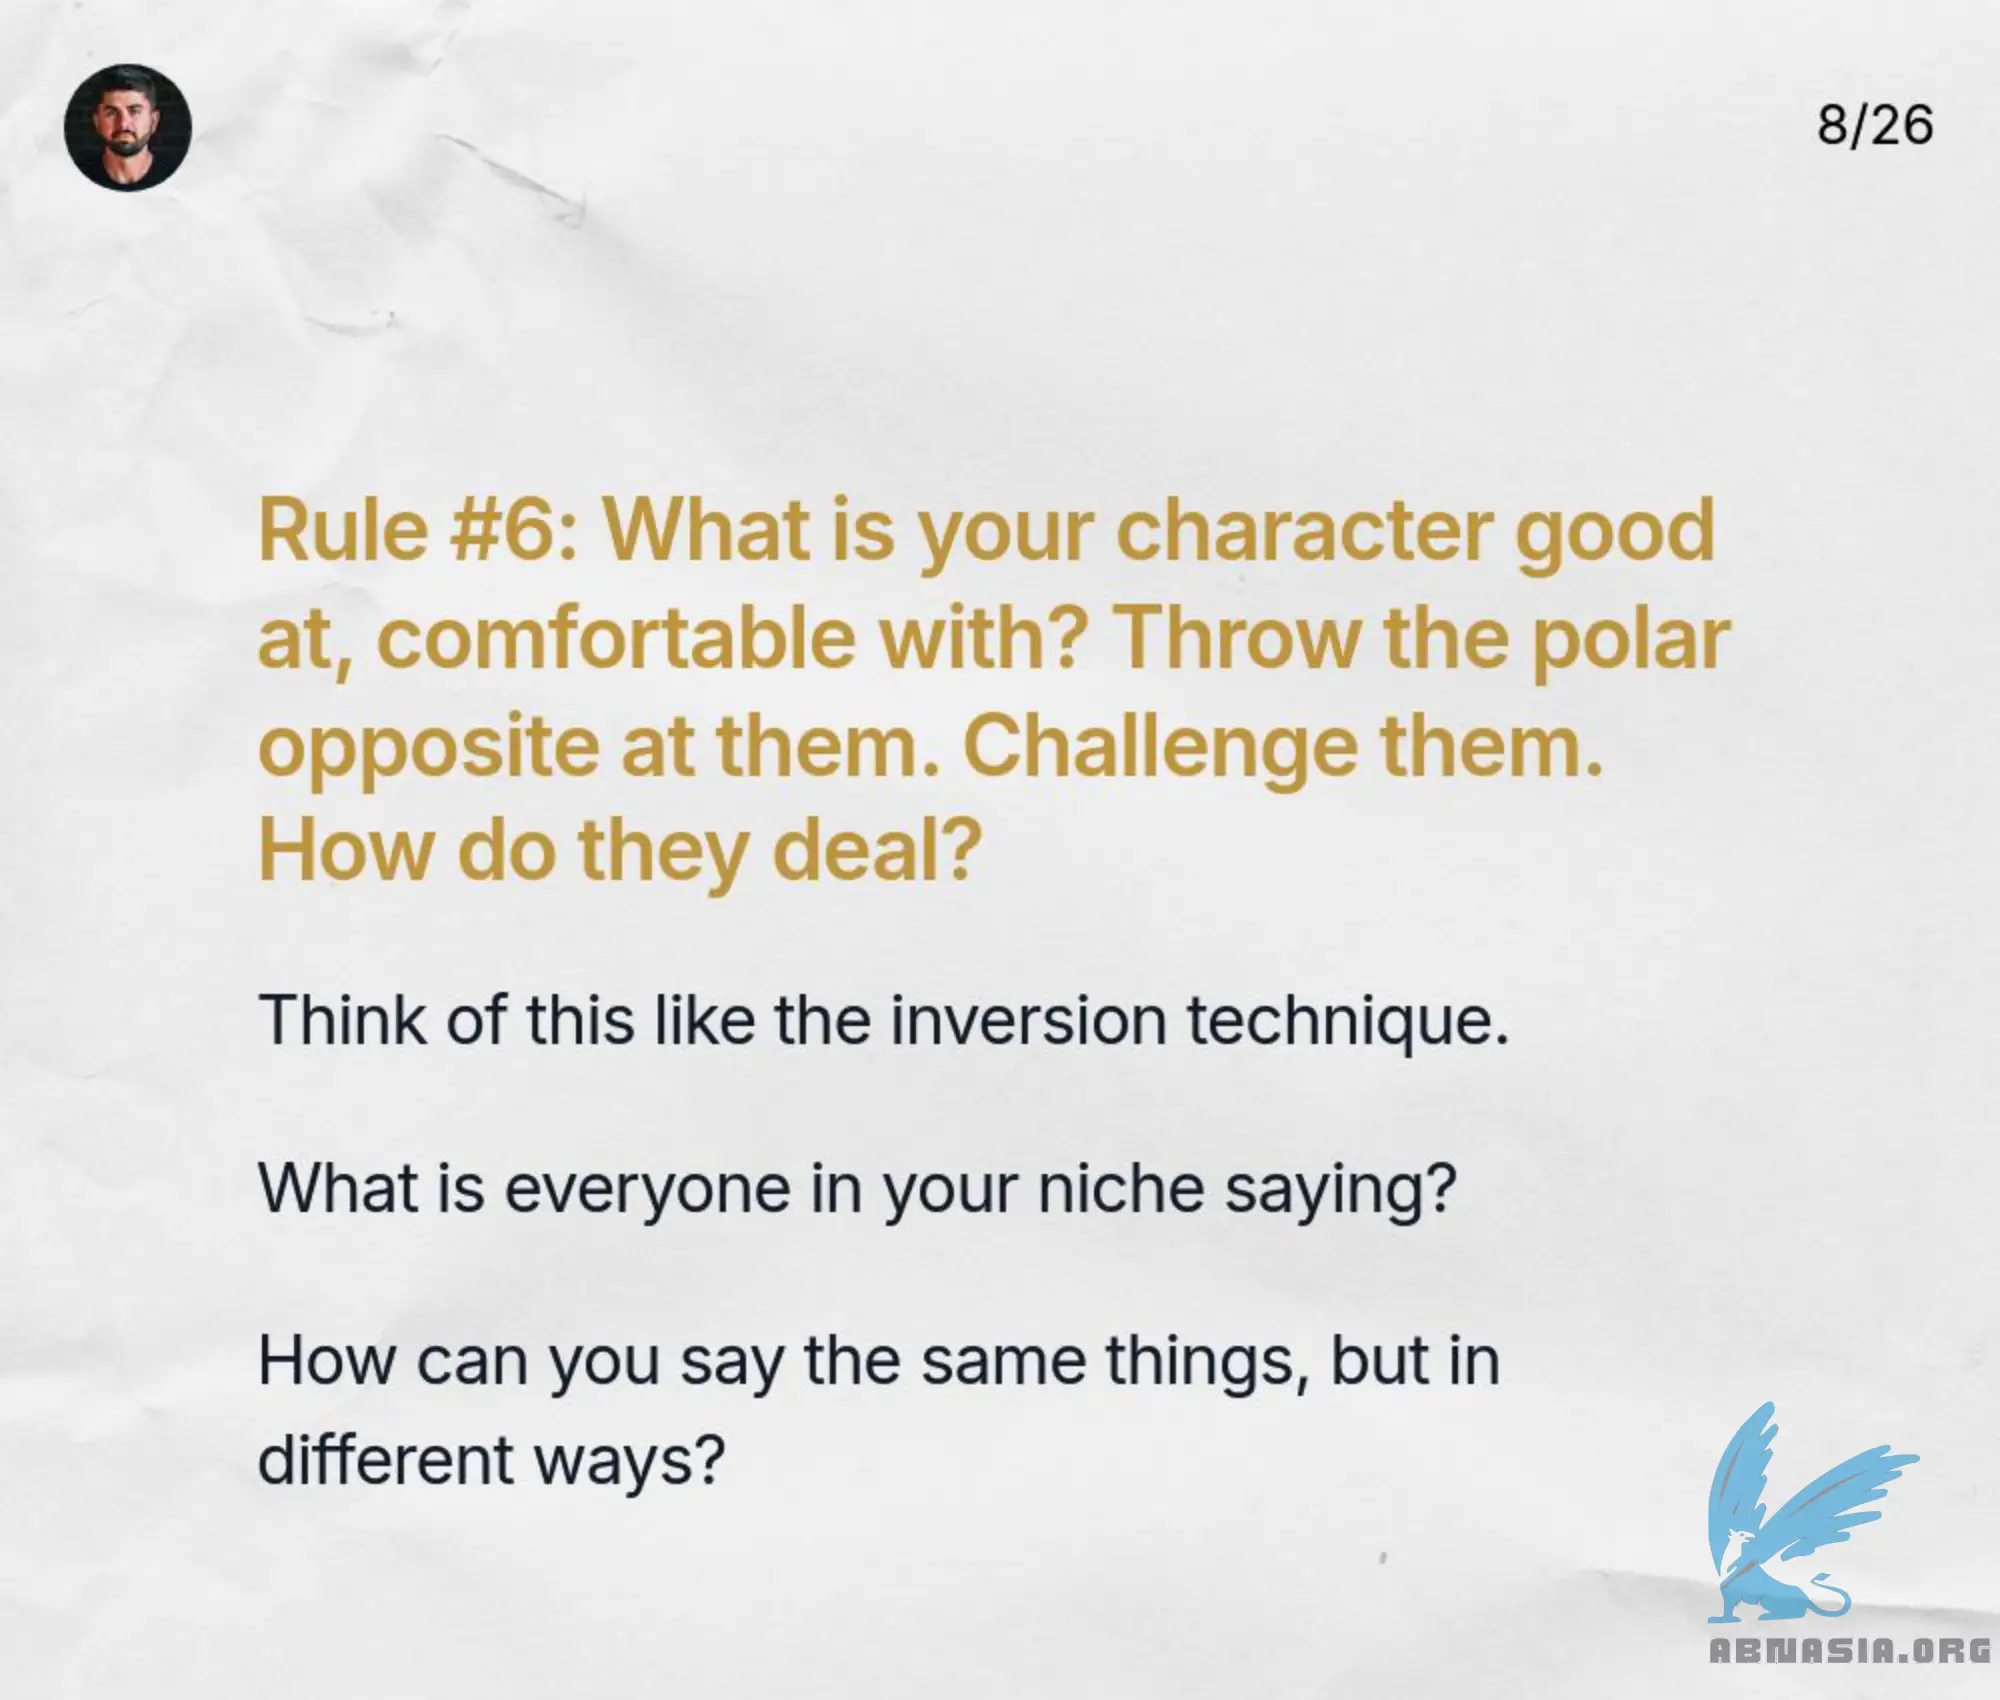 8/26
Rule #6: What is your character good
at, comfortable with? Throw the polar
opposite at them. Challenge them.
How do they deal?
Think of this like the inversion technique.
What is everyone in your niche saying?
How can you say the same things, but in
different ways?
ABNASIA.ORG